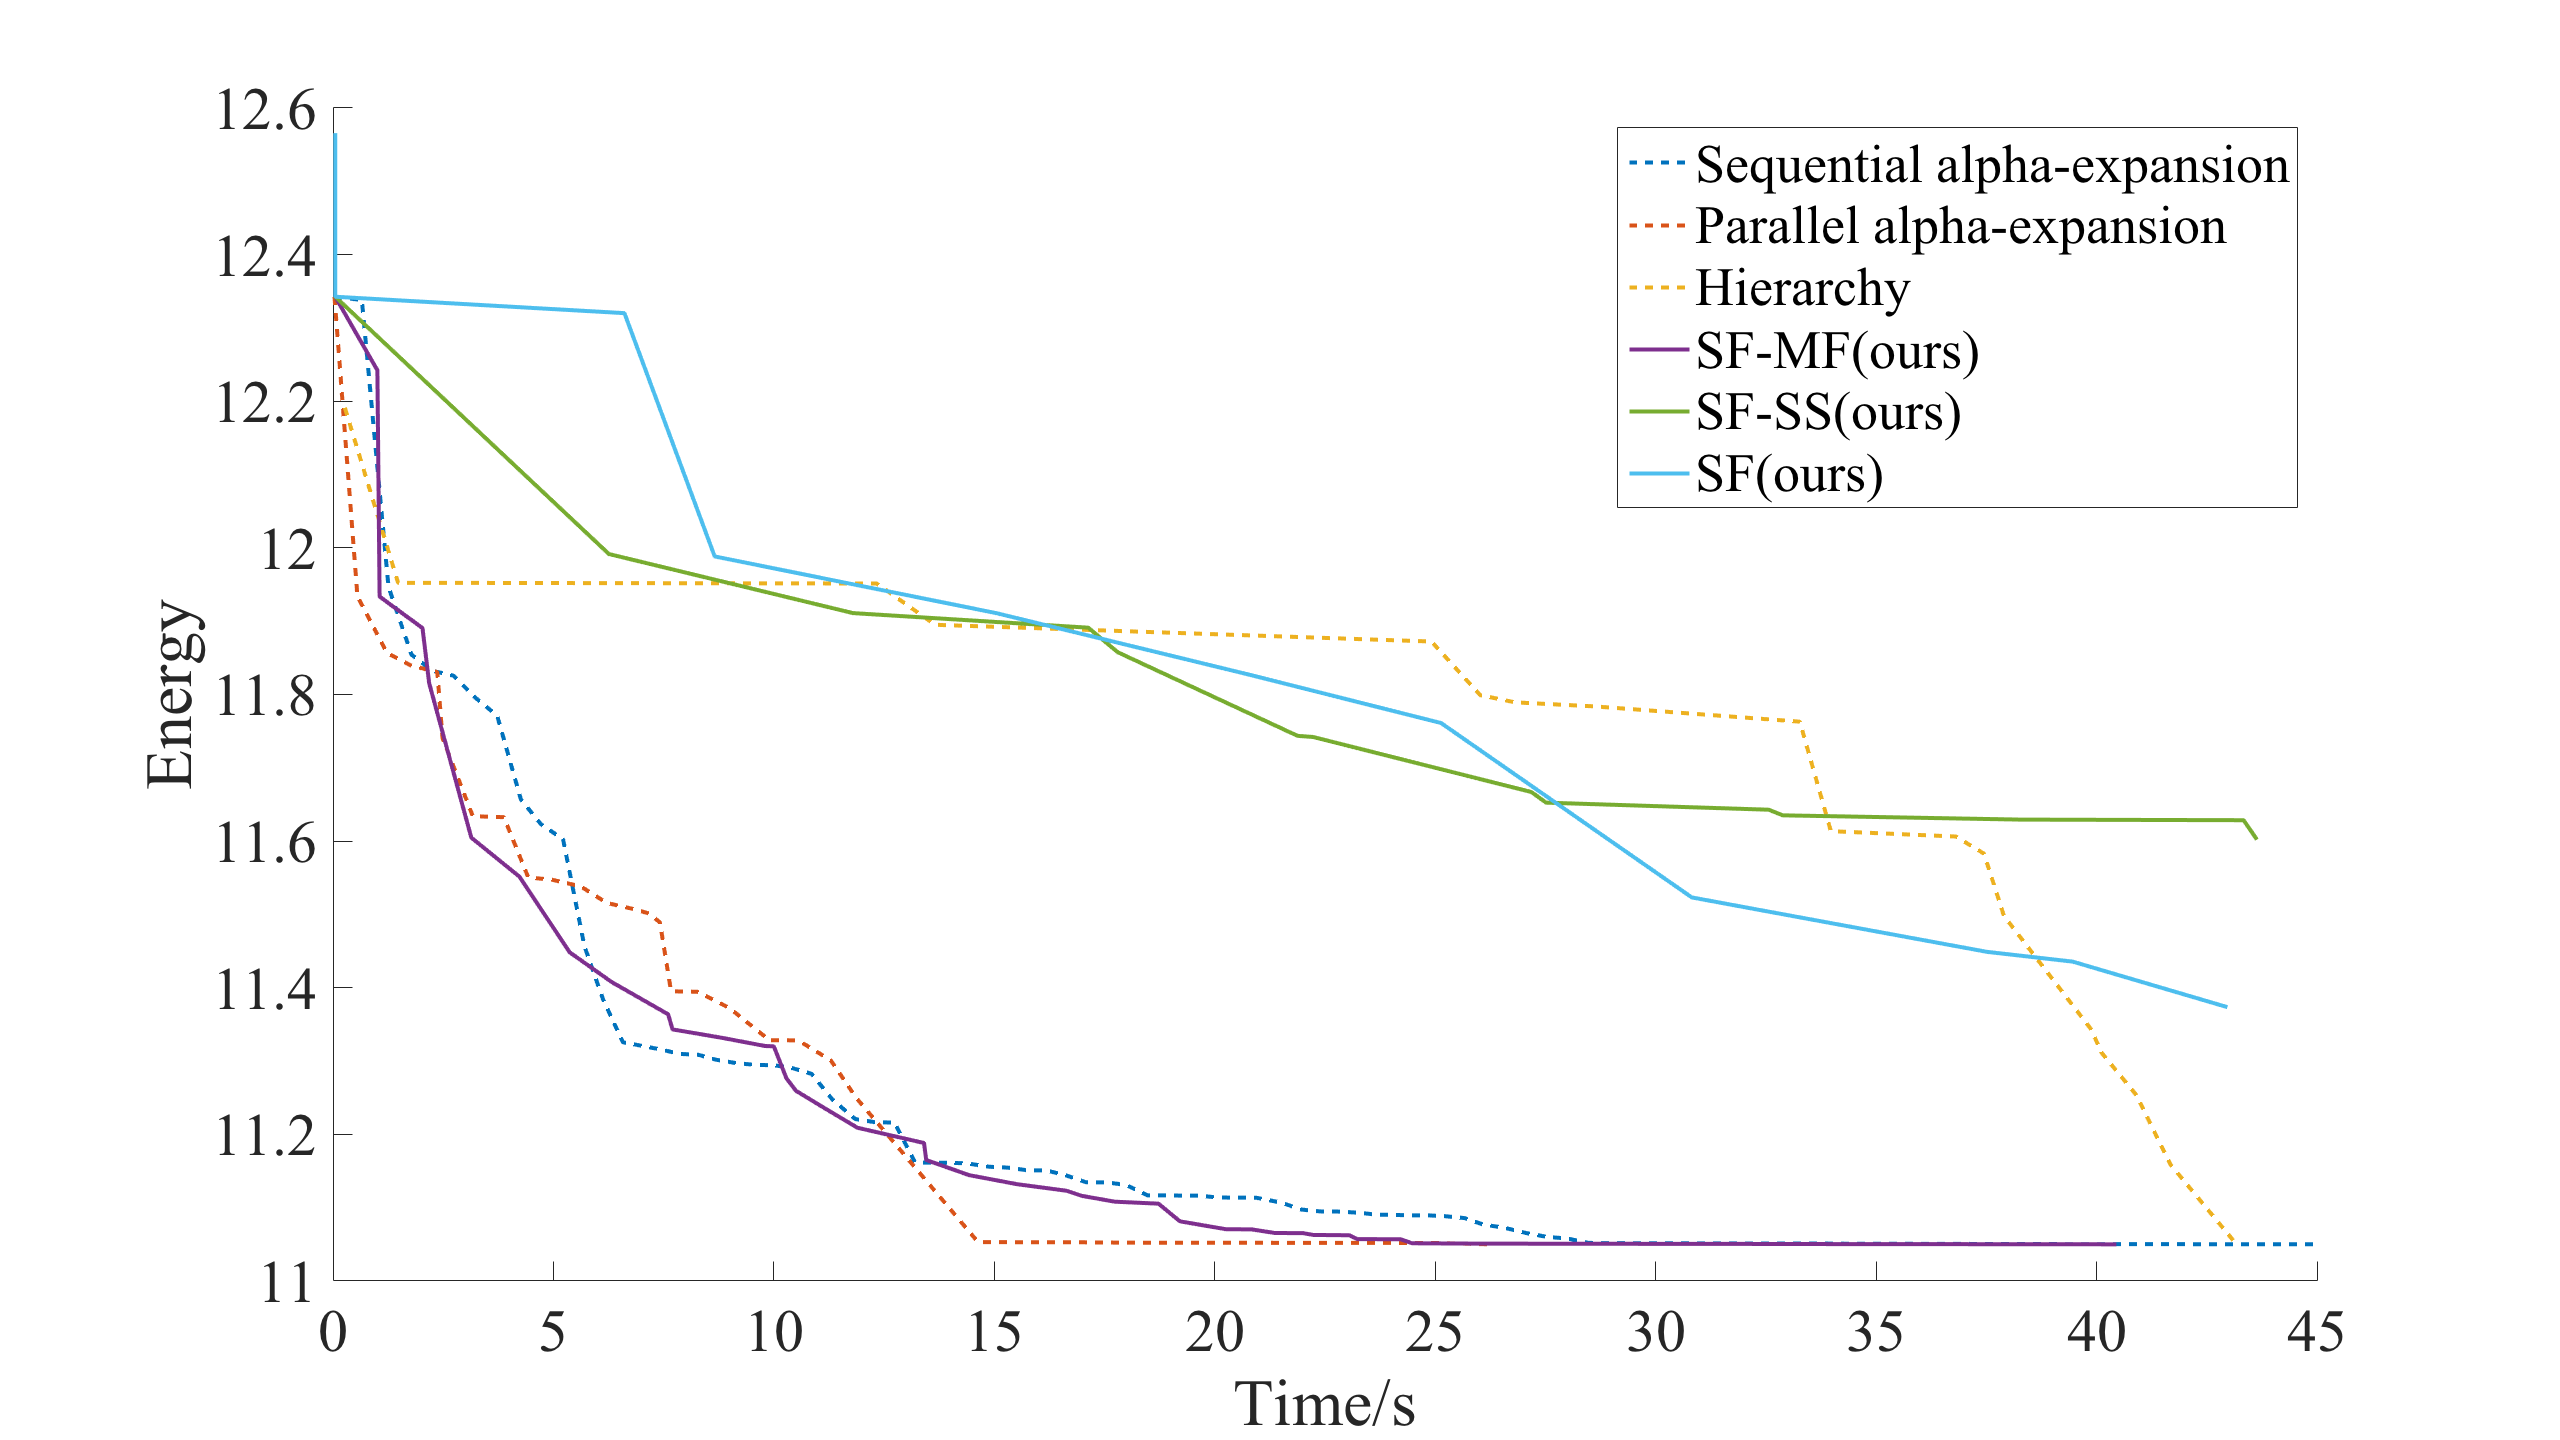 12.6
12.4
12.2
12
11.8
11.6
11.4
11.2
11
Energy
Sequential alpha-expansion
Parallel alpha-expansion
Hierarchy
SF-MF(ours)
SF-SS(ours)
SF(ours)
0 5 10 15 20 25 30 35 40 45
Time/s